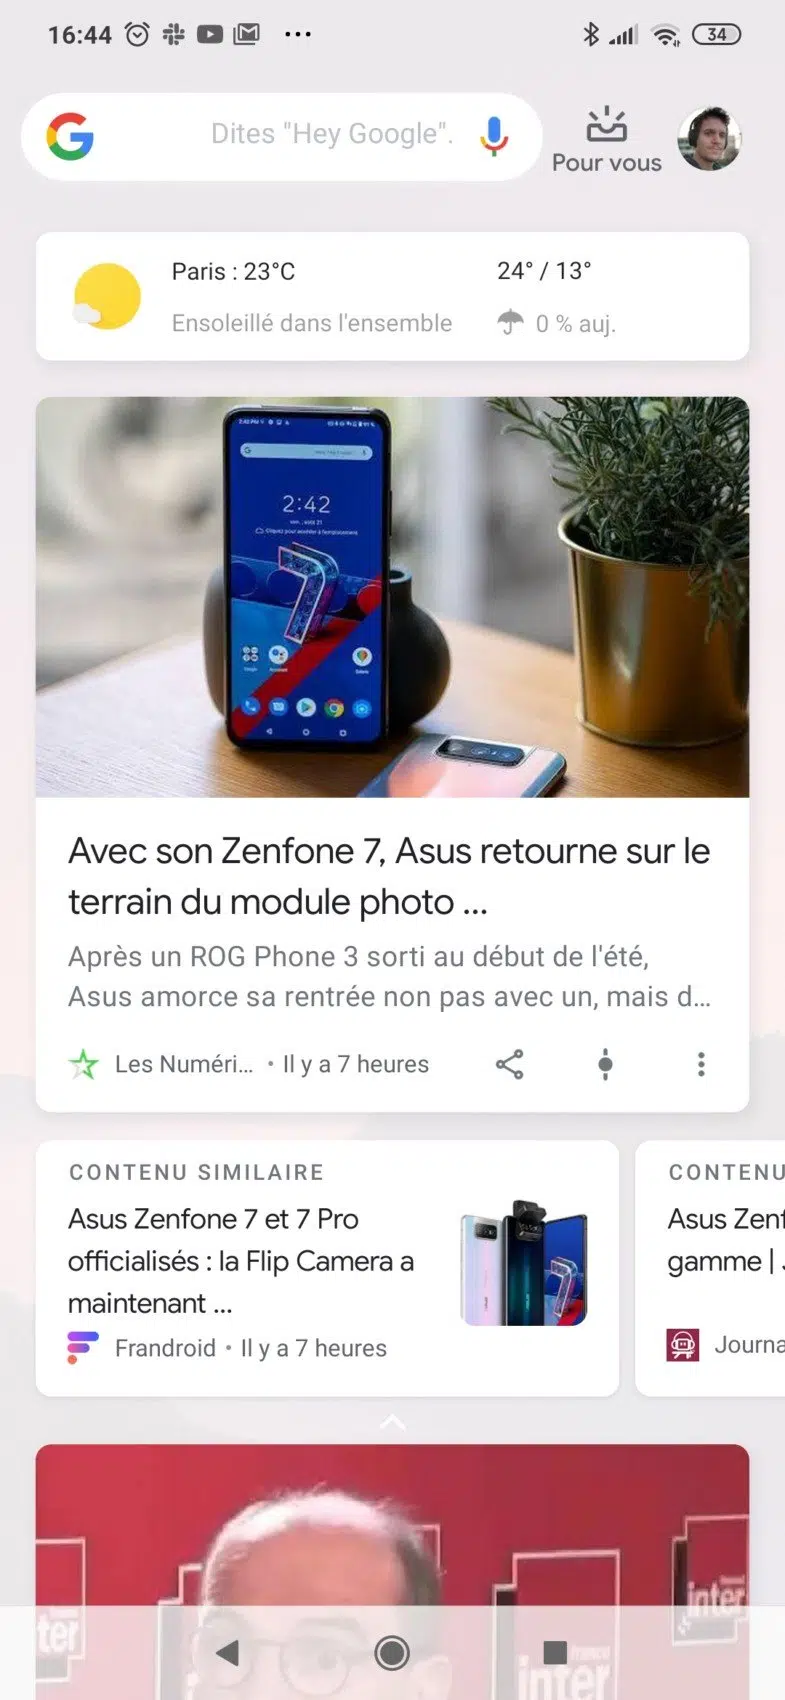 16:44
34
Dites "Hey Google".
Pour vous
Paris : 23°C
24° / 13°
Ensoleillé dans l'ensemble
0 % auj.
2:42
Avec son Zenfone 7, Asus retourne sur le
terrain du module photo ...
Après un ROG Phone 3 sorti au début de l'été,
Asus amorce sa rentrée non pas avec un, mais d...
Les Numéri... • Il y a 7 heures
CONTENU SIMILAIRE
Asus Zenfone 7 et 7 Pro
officialisés : la Flip Camera a
maintenant ...
Frandroid • Il y a 7 heures
CONTENU
Asus Zenf
gamme |
Journa
inter
inter